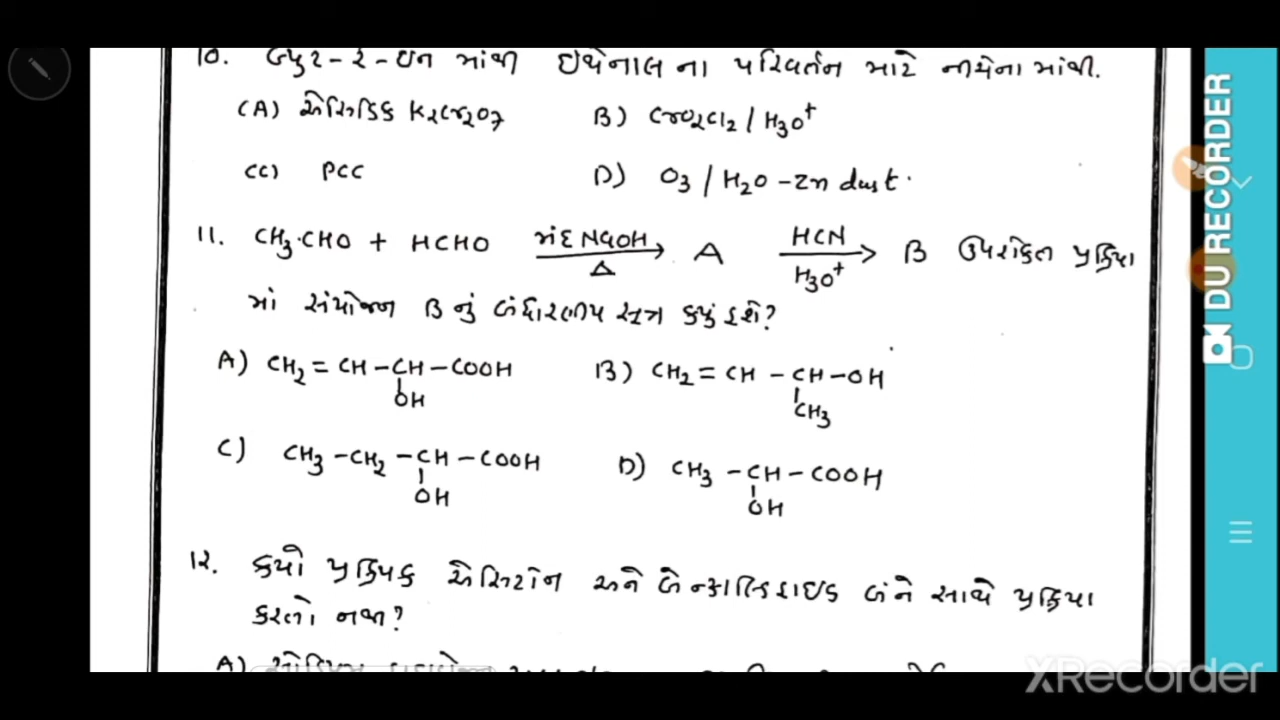 10. બ્યુટ-2-ઇન માંથી ઇથેનાલ ના પરિવર્તન માટે નીચેના માંથી.
(A) એસિડિક K2Cr2O7 B) CrO2Cl2 / H3O+
(C) PCC D) O3 / H2O - Zn dust.
11. CH3·CHO + HCHO મંદ NaOH / Δ → A HCN / H3O+ → B ઉપરોક્ત પ્રક્રિયા
માં સંયોજન B નું બંધારણીય સૂત્ર કયું હશે?
A) CH2 = CH - CH - COOH B) CH2 = CH - CH - OH
OH CH3
C) CH3 - CH2 - CH - COOH D) CH3 - CH - COOH
OH OH
12. કયો પ્રક્રિયક એસિટોન અને બેન્ઝાલ્ડિહાઇડ બંને સાથે પ્રક્રિયા
કરતો નથી?
A)
DU RECORDER
XRecorder